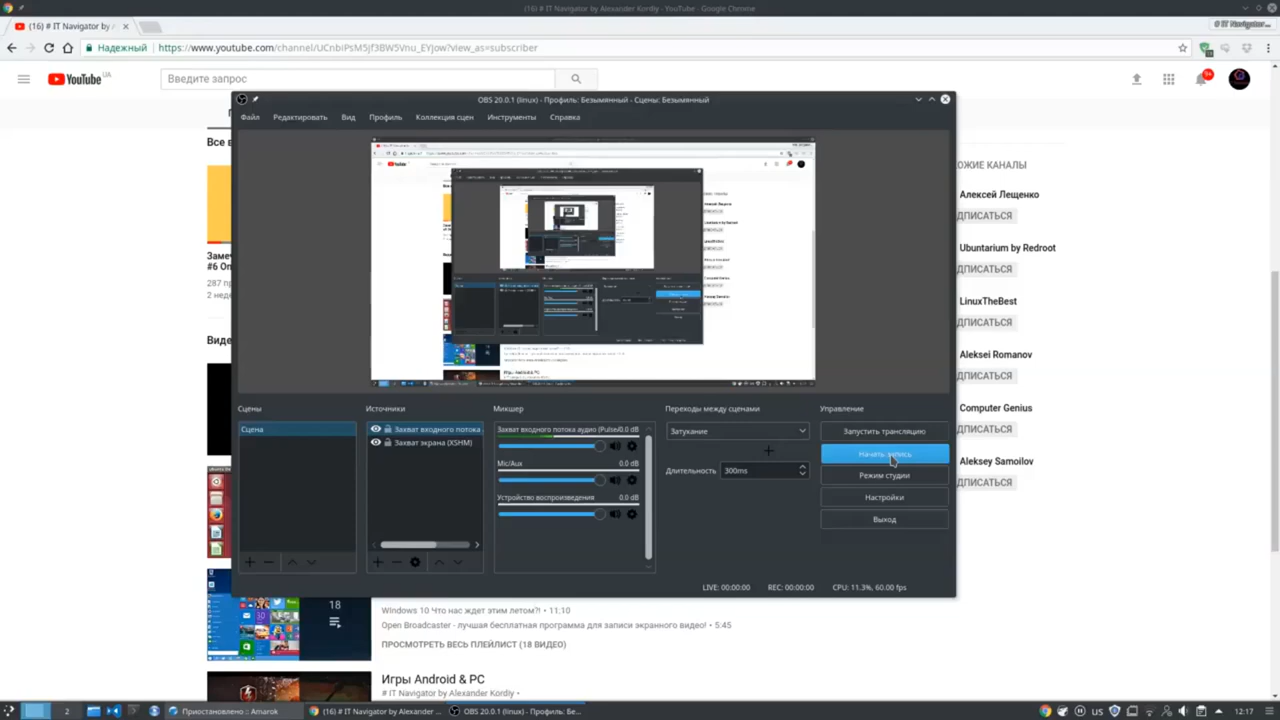 (16) # IT Navigator by Alexander Kordiy - YouTube - Google Chrome
(16) # IT Navigator by A
# IT Navigator...
Надежный
https://www.youtube.com/channel/UCnbiPsM5jf3BW5Vnu_EYjow?view_as=subscriber
YouTube UA
Введите запрос
9+
OBS 20.0.1 (linux) - Профиль: Безымянный - Сцены: Безымянный
Файл Редактировать Вид Профиль Коллекция сцен Инструменты Справка
Все в
ОЖИЕ КАНАЛЫ
Алексей Лещенко
ДПИСАТЬСЯ
Ubuntarium by Redroot
ДПИСАТЬСЯ
LinuxTheBest
ДПИСАТЬСЯ
Aleksei Romanov
ДПИСАТЬСЯ
Computer Genius
ДПИСАТЬСЯ
Aleksey Samoilov
ДПИСАТЬСЯ
Заме
#6 Оп
287 пр
2 неде
Виде
Сцены
Сцена
Источники
Захват входного потока
Захват экрана (XSHM)
Микшер
Захват входного потока аудио (Pulse/0.0 dB
Mic/Aux 0.0 dB
Устройство воспроизведения 0.0 dB
Переходы между сценами
Затухание
Длительность 300ms
Управление
Запустить трансляцию
Начать запись
Режим студии
Настройки
Выход
LIVE: 00:00:00 REC: 00:00:00 CPU: 11.3%, 60.00 fps
18
Windows 10 Что нас ждет этим летом?! • 11:10
Open Broadcaster - лучшая бесплатная программа для записи экранного видео! • 5:45
ПРОСМОТРЕТЬ ВЕСЬ ПЛЕЙЛИСТ (18 ВИДЕО)
Игры Android & PC
# IT Navigator by Alexander Kordiy •
2
Приостановлено :: Amarok
(16) # IT Navigator by Alexander ...
OBS 20.0.1 (linux) - Профиль: Бе...
US
12:17